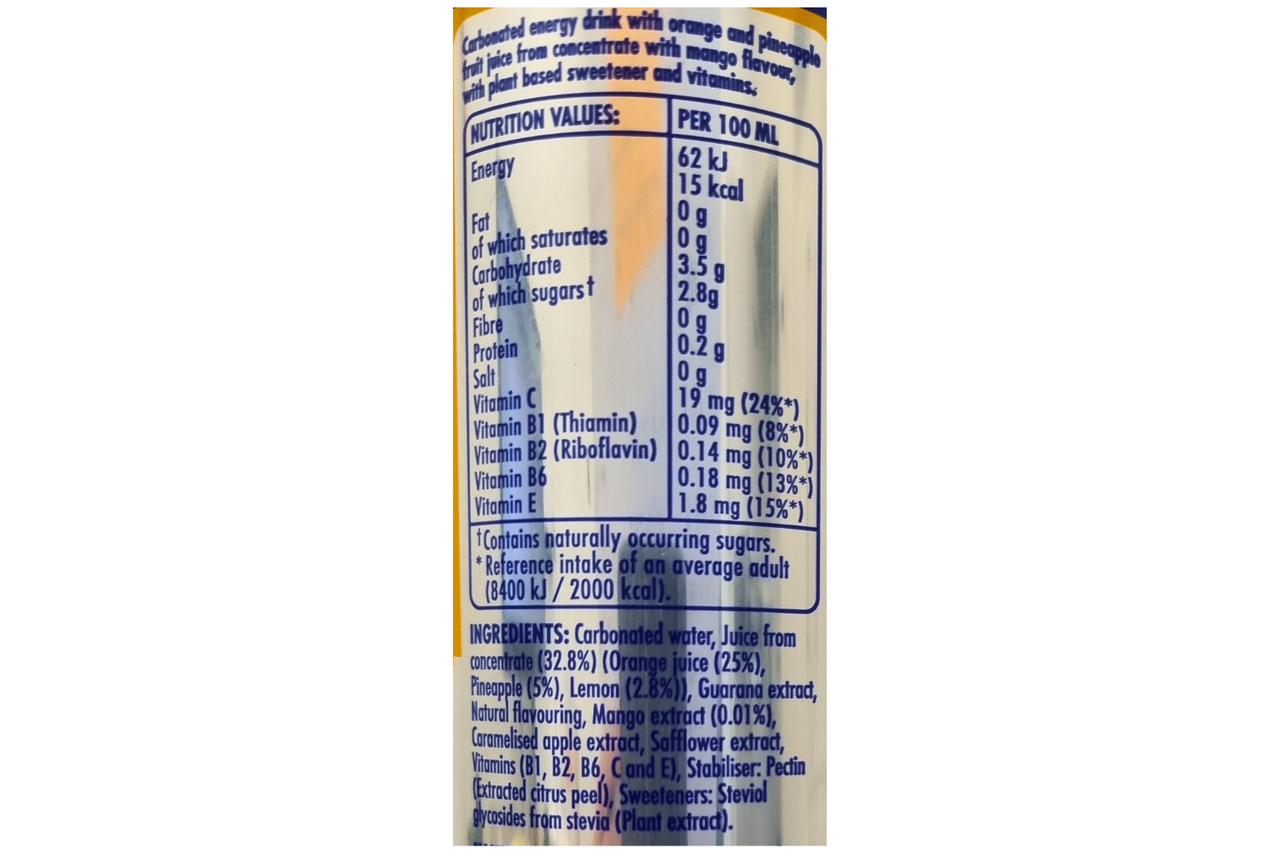 Carbonated energy drink with orange and pineapple
fruit juice from concentrate with mango flavour,
with plant based sweetener and vitamins.
NUTRITION VALUES: PER 100 ML
Energy 62 kJ
15 kcal
Fat 0 g
of which saturates 0 g
Carbohydrate 3.5 g
of which sugars† 2.8g
Fibre 0 g
Protein 0.2 g
Salt 0 g
Vitamin C 19 mg (24%*)
Vitamin B1 (Thiamin) 0.09 mg (8%*)
Vitamin B2 (Riboflavin) 0.14 mg (10%*)
Vitamin B6 0.18 mg (13%*)
Vitamin E 1.8 mg (15%*)
†Contains naturally occurring sugars.
* Reference intake of an average adult
(8400 kJ / 2000 kcal).
INGREDIENTS: Carbonated water, Juice from
concentrate (32.8%) (Orange juice (25%),
Pineapple (5%), Lemon (2.8%)), Guarana extract,
Natural flavouring, Mango extract (0.01%),
Caramelised apple extract, Safflower extract,
Vitamins (B1, B2, B6, C and E), Stabiliser: Pectin
(Extracted citrus peel), Sweeteners: Steviol
glycosides from stevia (Plant extract).